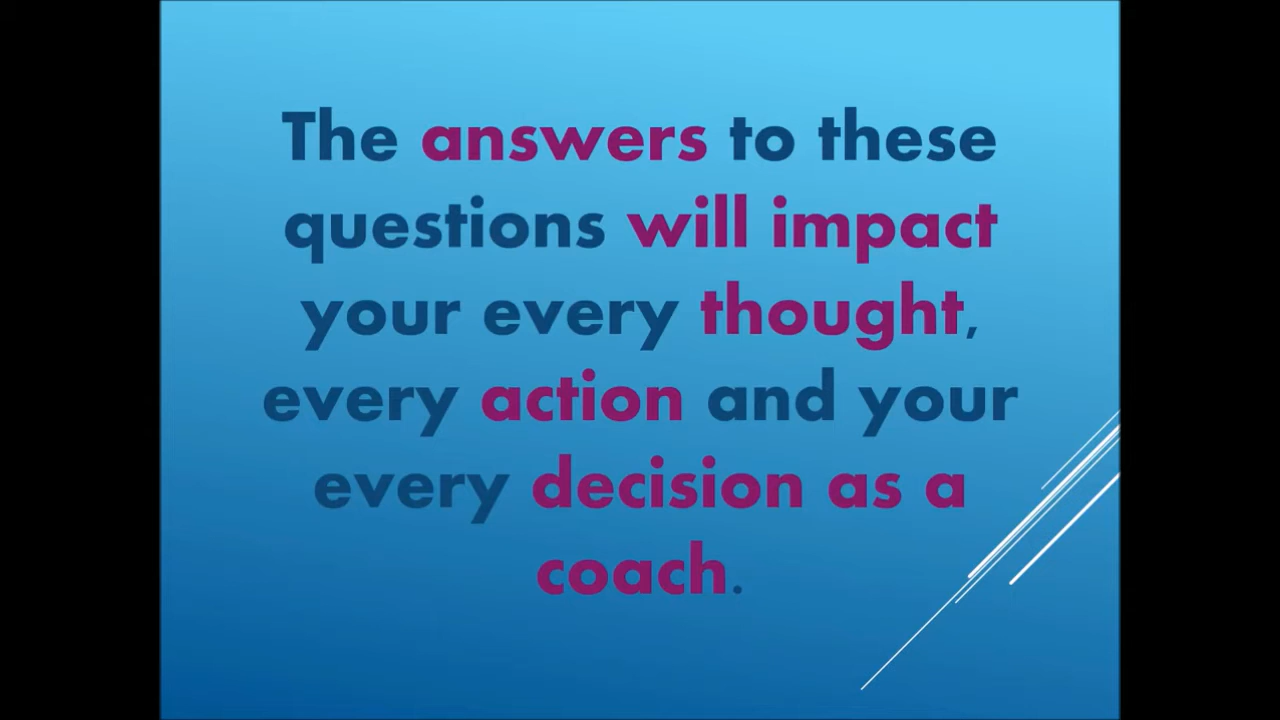 The answers to these
questions will impact
your every thought,
every action and your
every decision as a
coach.